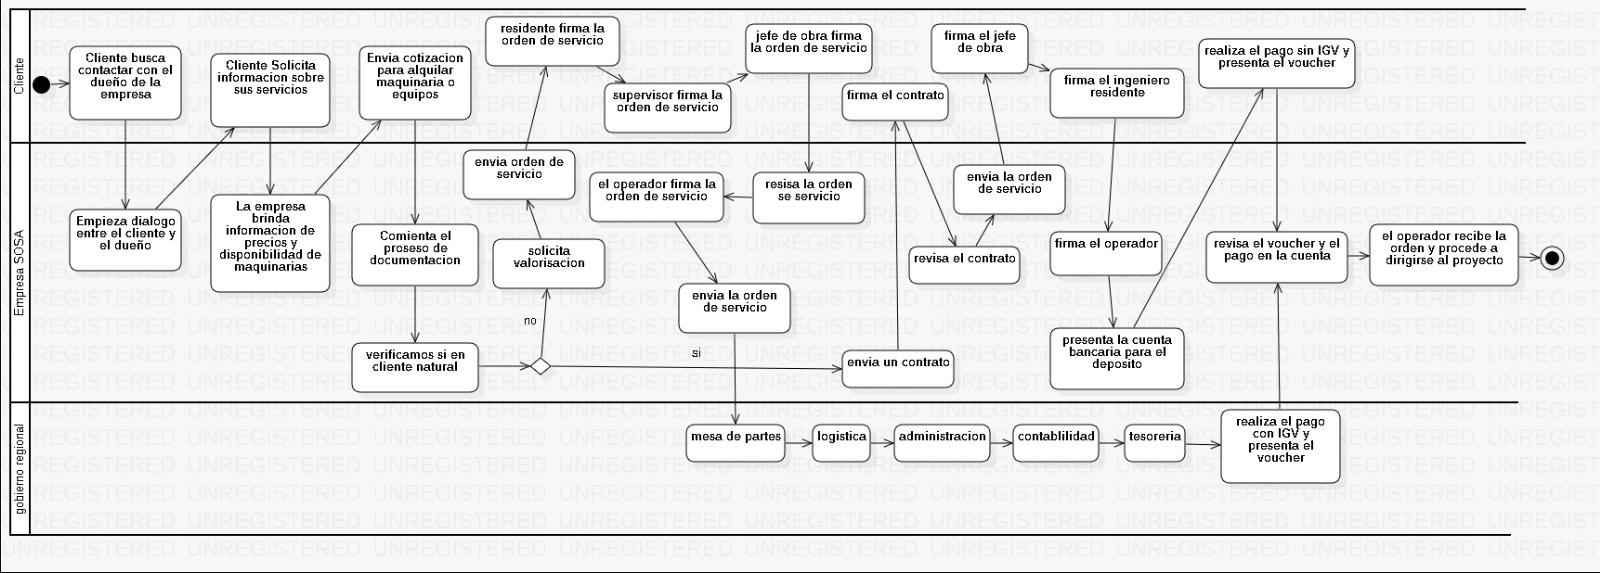 Cliiente
Cliente busca
contactar con el
dueño de la
empresa
Cliente Solicita
informacion sobre
sus servicios
Envia cotizacion
para alquilar
maquinaria o
equipos
residente firma la
orden de servicio
supervisor firma la
orden de servicio
jefe de obra firma
la orden de servicio
firma el contrato
firma el jefe
de obra
firma el ingeniero
residente
realiza el pago sin IGV y
presenta el voucher
Empresa SOSA
Empieza dialogo
entre el cliente y
el dueño
La empresa
brinda
informacion de
precios y
disponibilidad de
maquinarias
Comienta el
proseso de
documentacion
verificamos si en
cliente natural
no
si
solicita
valorisacion
envia orden de
servicio
el operador firma la
orden de servicio
resisa la orden
se servicio
envia la orden
de servicio
envia un contrato
revisa el contrato
envia la orden
de servicio
firma el operador
presenta la cuenta
bancaria para el
deposito
revisa el voucher y el
pago en la cuenta
el operador recibe la
orden y procede a
dirigirse al proyecto
gobierno regional
mesa de partes
logistica
administracion
contablilidad
tesoreria
realiza el pago
con IGV y
presenta el
voucher
UNREGISTERED